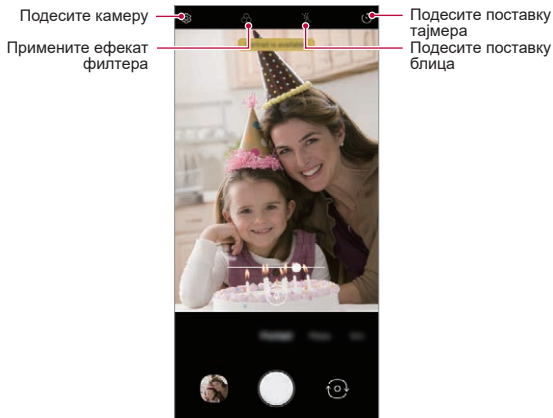 Подесите камеру
Примените ефекат
филтера
Подесите поставку
тајмера
Подесите поставку
блица